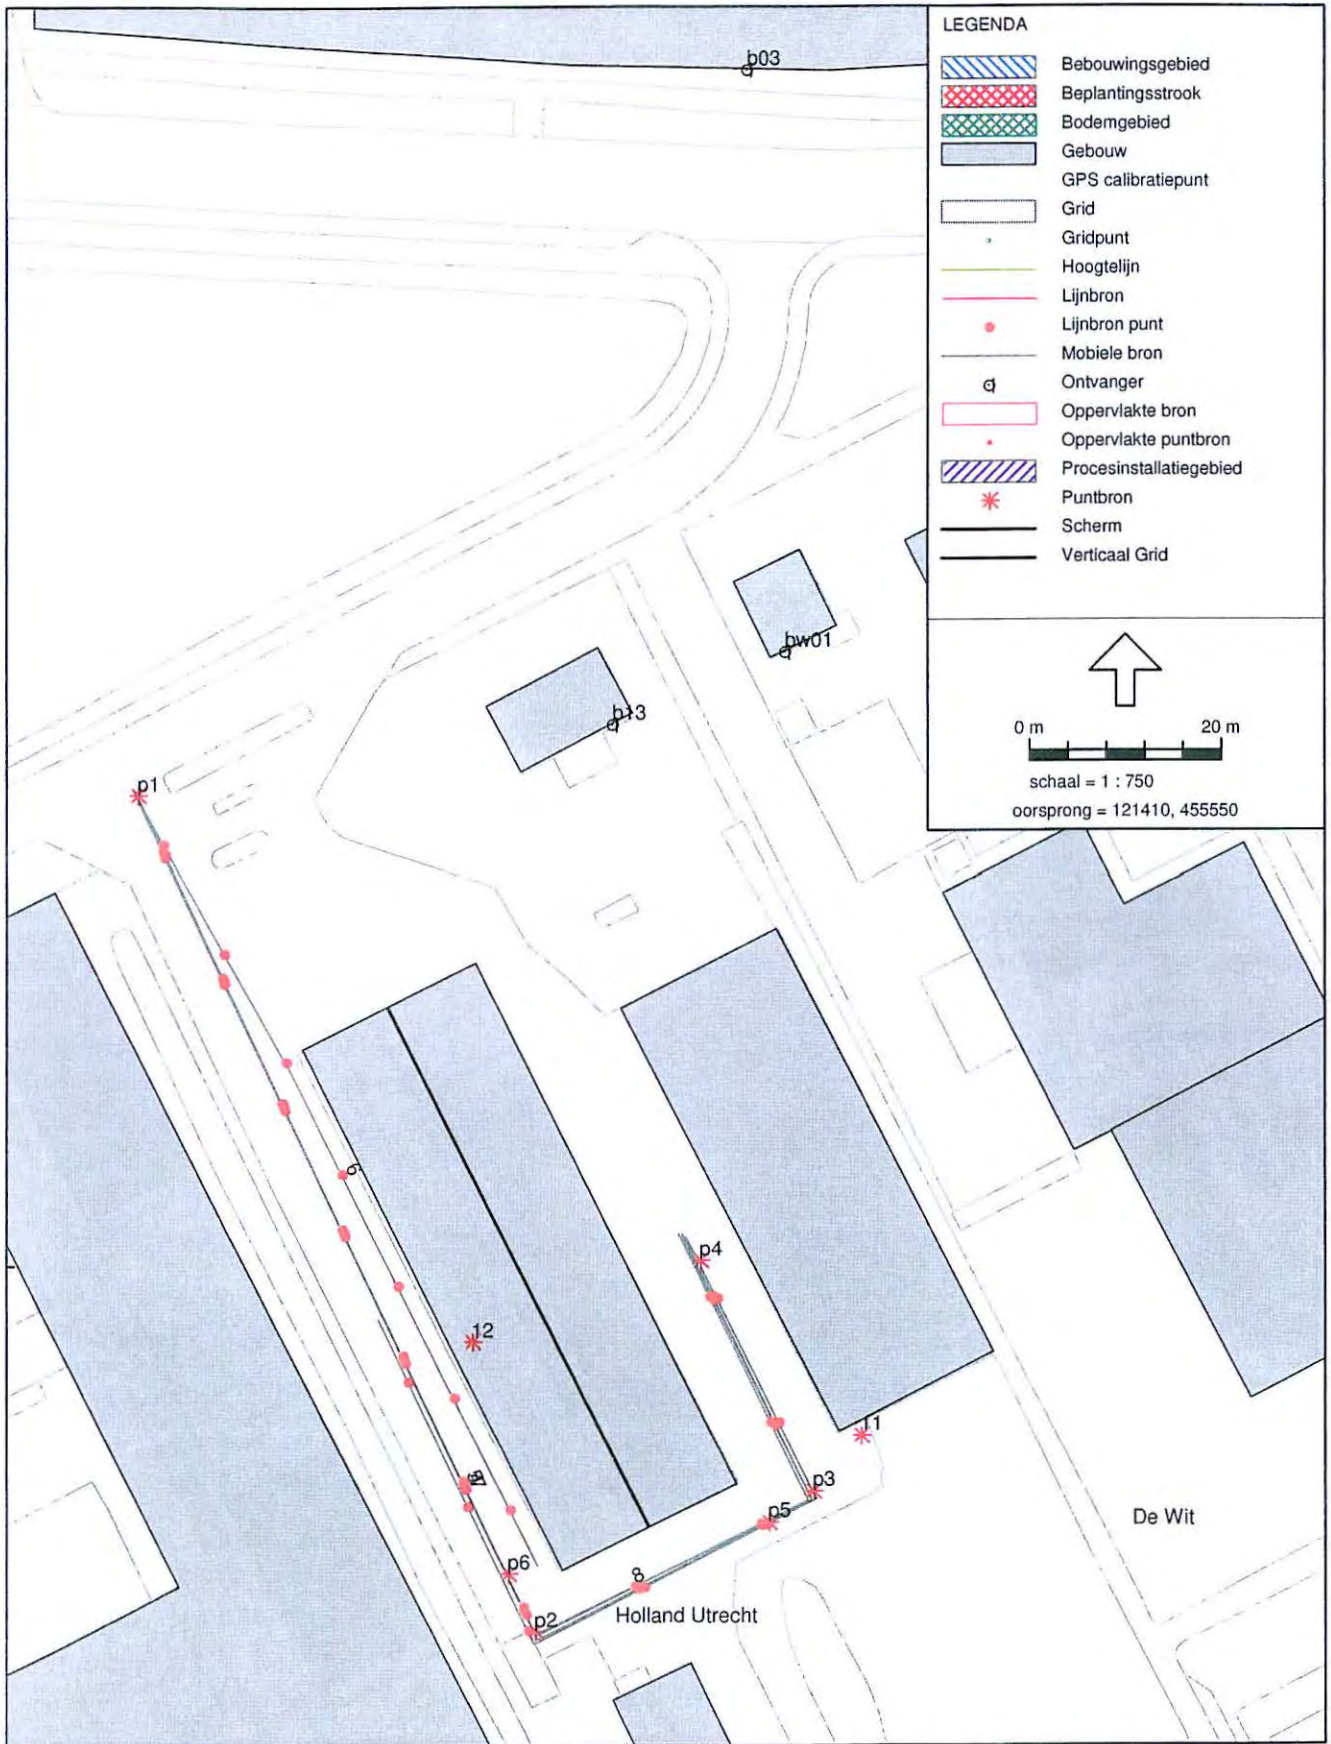 b03
LEGENDA
Bebouwingsgebied
Beplantingsstrook
Bodemgebied
Gebouw
GPS calibratiepunt
Grid
Gridpunt
Hoogtelijn
Lijnbron
Lijnbron punt
Mobiele bron
Ontvanger
Oppervlakte bron
Oppervlakte puntbron
Procesinstallatiegebied
Puntbron
Scherm
Verticaal Grid
0 m 20 m
schaal = 1 : 750
oorsprong = 121410, 455550
bw01
b13
p1
p4
12
11
p3
p5
De Wit
p6
8
p2
Holland Utrecht